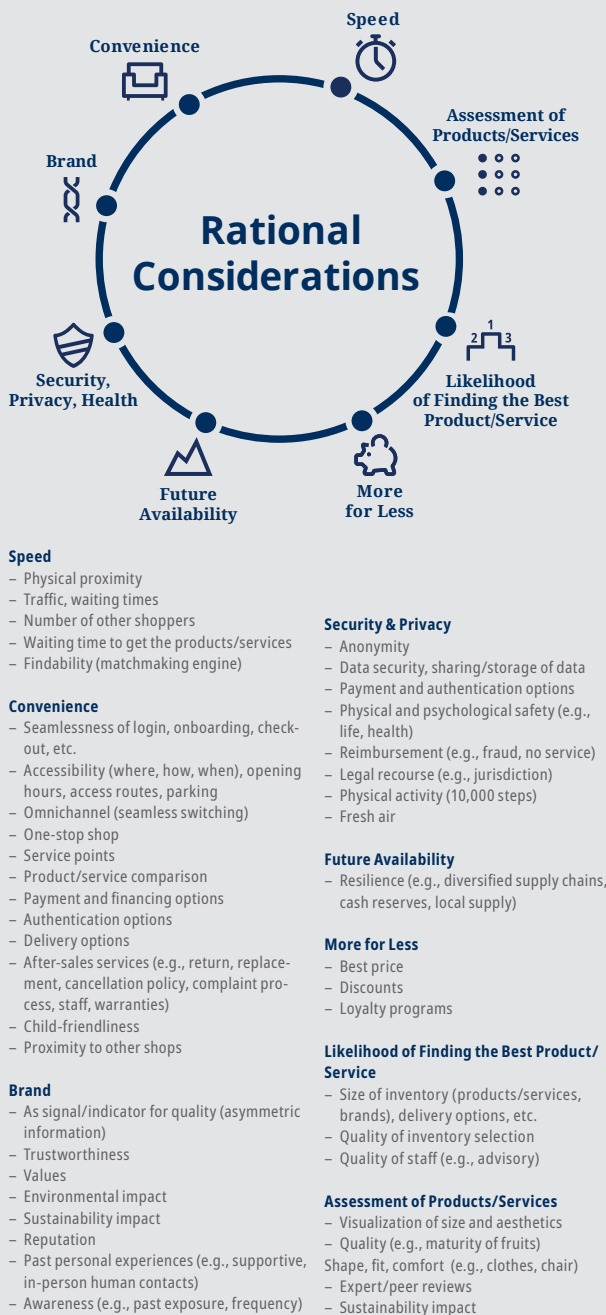 Speed
Convenience
Assessment of
Products/Services
Brand
Rational
Considerations
1
2 3
Security,
Privacy, Health
Likelihood
of Finding the Best
Product/Service
Future
Availability
More
for Less
Speed
– Physical proximity
– Traffic, waiting times
– Number of other shoppers
– Waiting time to get the products/services
– Findability (matchmaking engine)
Convenience
– Seamlessness of login, onboarding, check-
out, etc.
– Accessibility (where, how, when), opening
hours, access routes, parking
– Omnichannel (seamless switching)
– One-stop shop
– Service points
– Product/service comparison
– Payment and financing options
– Authentication options
– Delivery options
– After-sales services (e.g., return, replace-
ment, cancellation policy, complaint pro-
cess, staff, warranties)
– Child-friendliness
– Proximity to other shops
Brand
– As signal/indicator for quality (asymmetric
information)
– Trustworthiness
– Values
– Environmental impact
– Sustainability impact
– Reputation
– Past personal experiences (e.g., supportive,
in-person human contacts)
– Awareness (e.g., past exposure, frequency)
Security & Privacy
– Anonymity
– Data security, sharing/storage of data
– Payment and authentication options
– Physical and psychological safety (e.g.,
life, health)
– Reimbursement (e.g., fraud, no service)
– Legal recourse (e.g., jurisdiction)
– Physical activity (10,000 steps)
– Fresh air
Future Availability
– Resilience (e.g., diversified supply chains,
cash reserves, local supply)
More for Less
– Best price
– Discounts
– Loyalty programs
Likelihood of Finding the Best Product/
Service
– Size of inventory (products/services,
brands), delivery options, etc.
– Quality of inventory selection
– Quality of staff (e.g., advisory)
Assessment of Products/Services
– Visualization of size and aesthetics
– Quality (e.g., maturity of fruits)
Shape, fit, comfort (e.g., clothes, chair)
– Expert/peer reviews
– Sustainability impact